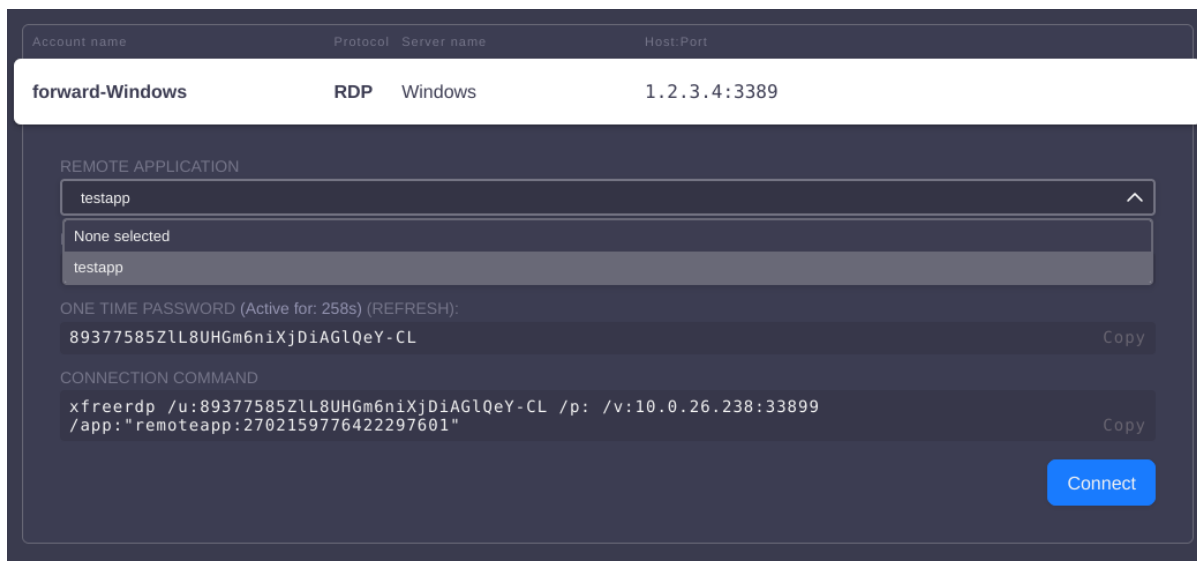 Account name Protocol Server name Host:Port
forward-Windows RDP Windows 1.2.3.4:3389
REMOTE APPLICATION
testapp
None selected
testapp
ONE TIME PASSWORD (Active for: 258s) (REFRESH):
89377585ZlL8UHGm6niXjDiAGlQeY-CL Copy
CONNECTION COMMAND
xfreerdp /u:89377585ZlL8UHGm6niXjDiAGlQeY-CL /p: /v:10.0.26.238:33899
/app:"remoteapp:2702159776422297601" Copy
Connect